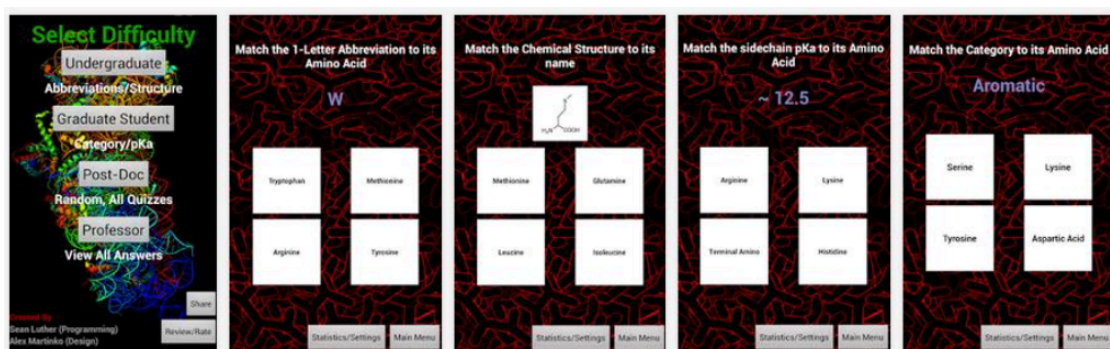 Select Difficulty
Undergraduate
Abbreviations/Structure
Graduate Student
Category/pKa
Post-Doc
Random, All Quizzes
Professor
View All Answers
Share
Created By
Sean Luther (Programming)
Alex Martinko (Design)
Review/Rate
Match the 1-Letter Abbreviation to its
Amino Acid
W
Tryptophan
Methionine
Arginine
Tyrosine
Statistics/Settings
Main Menu
Match the Chemical Structure to its
name
H₂N
COOH
Methionine
Glutamine
Leucine
Isoleucine
Statistics/Settings
Main Menu
Match the sidechain pKa to its Amino
Acid
~ 12.5
Arginine
Lysine
Terminal Amino
Histidine
Statistics/Settings
Main Menu
Match the Category to its Amino Acid
Aromatic
Serine
Lysine
Tyrosine
Aspartic Acid
Statistics/Settings
Main Menu